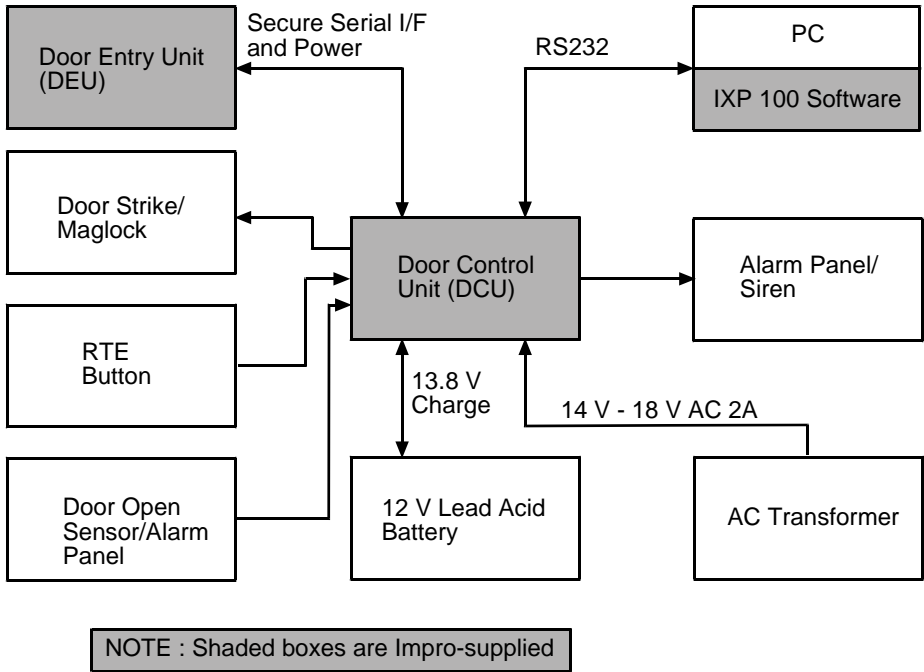 Door Entry Unit
(DEU)
Secure Serial I/F
and Power
RS232
PC
IXP 100 Software
Door Strike/
Maglock
Door Control
Unit (DCU)
Alarm Panel/
Siren
RTE
Button
13.8 V
Charge
14 V - 18 V AC 2A
Door Open
Sensor/Alarm
Panel
12 V Lead Acid
Battery
AC Transformer
NOTE : Shaded boxes are Impro-supplied